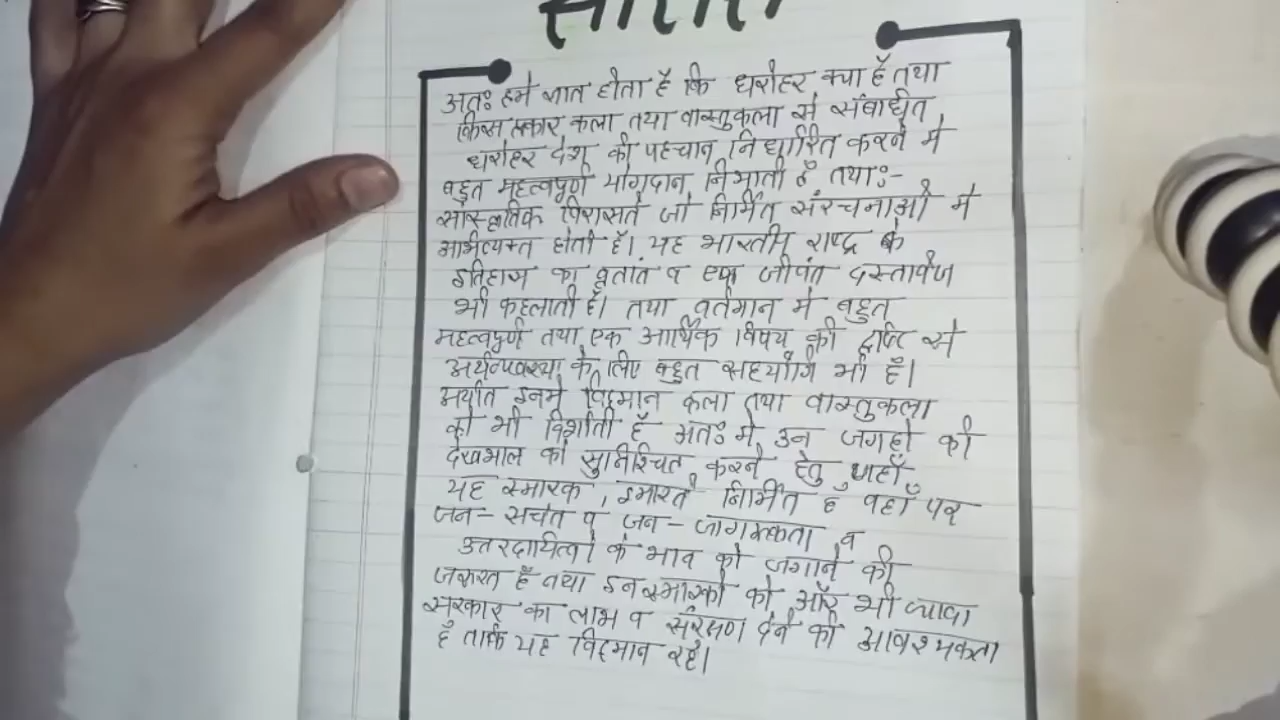 सारांश
अतः हमे ज्ञात होता है कि धरोहर क्या है तथा
किस प्रकार कला तथा वास्तुकला से संबंधित
धरोहर देश की पहचान निर्धारित करने मे
बहुत महत्वपूर्ण योगदान निभाती है तथाः-
सांस्कृतिक विरासते जो निर्मित संरचनाओं मे
अभिव्यक्त होती है। यह भारतीय राष्ट्र के
इतिहास का वृतांत व एक जीवंत दस्तावेज
भी कहलाती है। तथा वर्तमान मे बहुत
महत्वपूर्ण तथा एक आर्थिक विषय की दृष्टि से
अर्थव्यवस्था के लिए बहुत सहयोगि भी है।
अर्थात इनमे विद्दमान कला तथा वास्तुकला
को भी दर्शाती है अतः मे उन जगहो की
देखभाल को सुनिश्चित करने हेतु जहाँ
यह स्मारक, इमारते निर्मित है वहाँ पर
जन-सचेत व जन-जागरूकता व
उत्तरदायित्वो के भाव को जगाने की
जरूरत है तथा इन स्मारको को और भी ज्यादा
सरकार का लाभ व संरक्षण देने की आवश्यकता
है ताकि यह विद्दमान रहे।